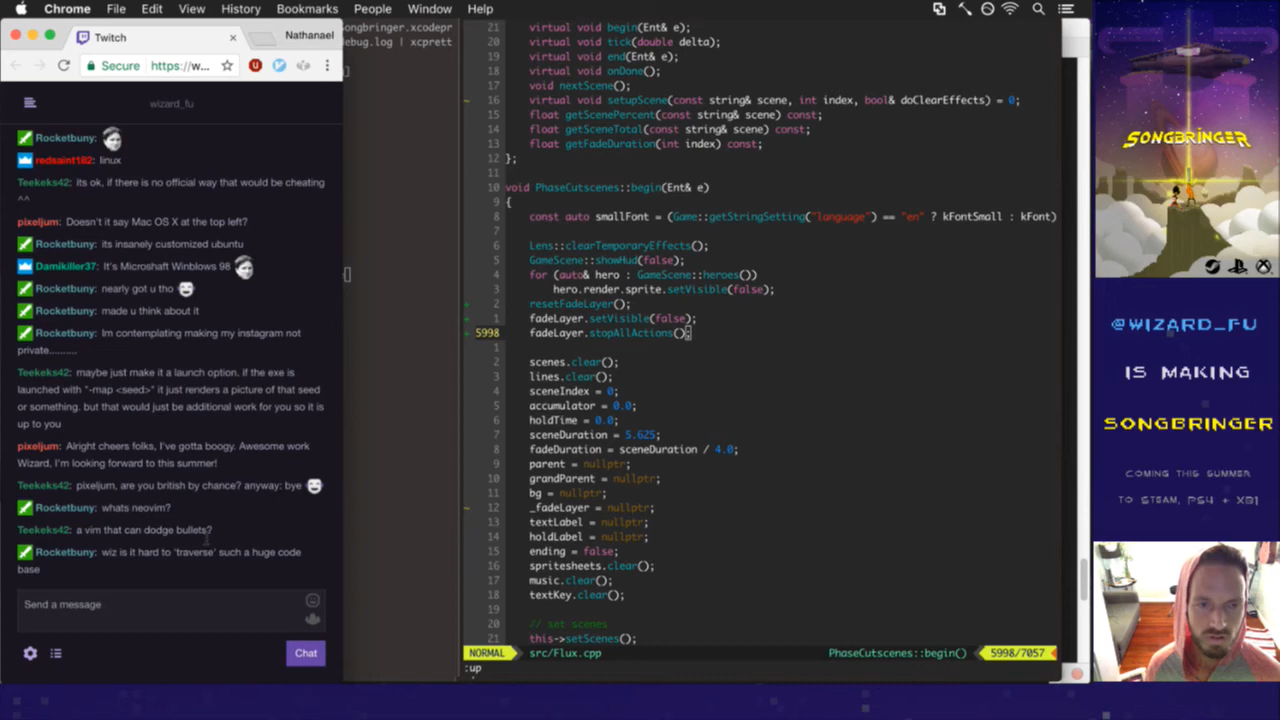 Chrome File Edit View History Bookmarks People Window Help
Twitch
Nathanael
Secure https://w...
wizard_fu
Rocketbuny:
redsaint182: linux
Teekeks42: its ok, if there is no official way that would be cheating
^^
pixeljum: Doesn't it say Mac OS X at the top left?
Rocketbuny: its insanely customized ubuntu
Damikiller37: It's Microshaft Winblows 98
Rocketbuny: nearly got u tho
Rocketbuny: made u think about it
Rocketbuny: Im contemplating making my instagram not
private..........
Teekeks42: maybe just make it a launch option. if the exe is
launched with "-map <seed>" it just renders a picture of that seed
or something. but that would just be additional work for you so it is
up to you
pixeljum: Alright cheers folks, I've gotta boogy. Awesome work
Wizard, I'm looking forward to this summer!
Teekeks42: pixeljum, are you british by chance? anyway: bye
Rocketbuny: whats neovim?
Teekeks42: a vim that can dodge bullets?
Rocketbuny: wiz is it hard to 'traverse' such a huge code
base
Send a message
Chat
ongbringer.xcodepr
ebug.log | xcprett
21 virtual void begin(Ent& e);
20 virtual void tick(double delta);
19 virtual void end(Ent& e);
18 virtual void onDone();
17 void nextScene();
16 virtual void setupScene(const string& scene, int index, bool& doClearEffects) = 0;
15 float getScenePercent(const string& scene) const;
14 float getSceneTotal(const string& scene) const;
13 float getFadeDuration(int index) const;
12 };
11
10 void PhaseCutscenes::begin(Ent& e)
9 {
8 const auto smallFont = (Game::getStringSetting("language") == "en" ? kFontSmall : kFont)
7
6 Lens::clearTemporaryEffects();
5 GameScene::showHud(false);
4 for (auto& hero : GameScene::heroes())
3 hero.render.sprite.setVisible(false);
2 resetFadeLayer();
1 fadeLayer.setVisible(false);
5998 fadeLayer.stopAllActions();
1
2 scenes.clear();
3 lines.clear();
4 sceneIndex = 0;
5 accumulator = 0.0;
6 holdTime = 0.0;
7 sceneDuration = 5.625;
8 fadeDuration = sceneDuration / 4.0;
9 parent = nullptr;
10 grandParent = nullptr;
11 bg = nullptr;
12 _fadeLayer = nullptr;
13 textLabel = nullptr;
14 holdLabel = nullptr;
15 ending = false;
16 spritesheets.clear();
17 music.clear();
18 textKey.clear();
19
20 // set scenes
21 this->setScenes();
NORMAL src/Flux.cpp PhaseCutscenes::begin() 5998/7057
:up
SONGBRINGER
@WIZARD_FU
IS MAKING
SONGBRINGER
COMING THIS SUMMER
TO STEAM, PS4 + XB1